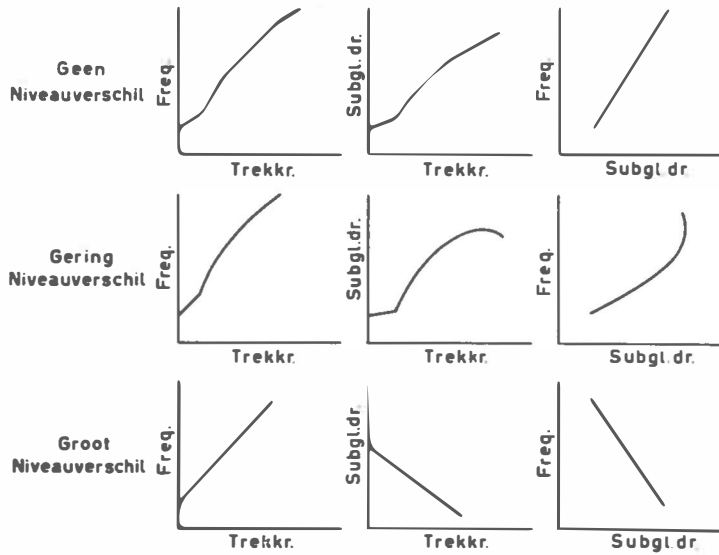 Geen
Niveauverschil
Freq.
Trekkr.
Subgl.dr.
Trekkr.
Freq.
Subgl.dr.
Gering
Niveauverschil
Freq.
Trekkr.
Subgl.dr.
Trekkr.
Freq.
Subgl.dr.
Groot
Niveauverschil
Freq.
Trekkr.
Subgl.dr.
Trekkr.
Freq.
Subgl.dr